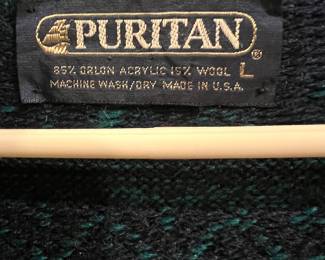 PURITAN®
85% ORLON ACRYLIC 15% WOOL L
MACHINE WASH/DRY MADE IN U.S.A.